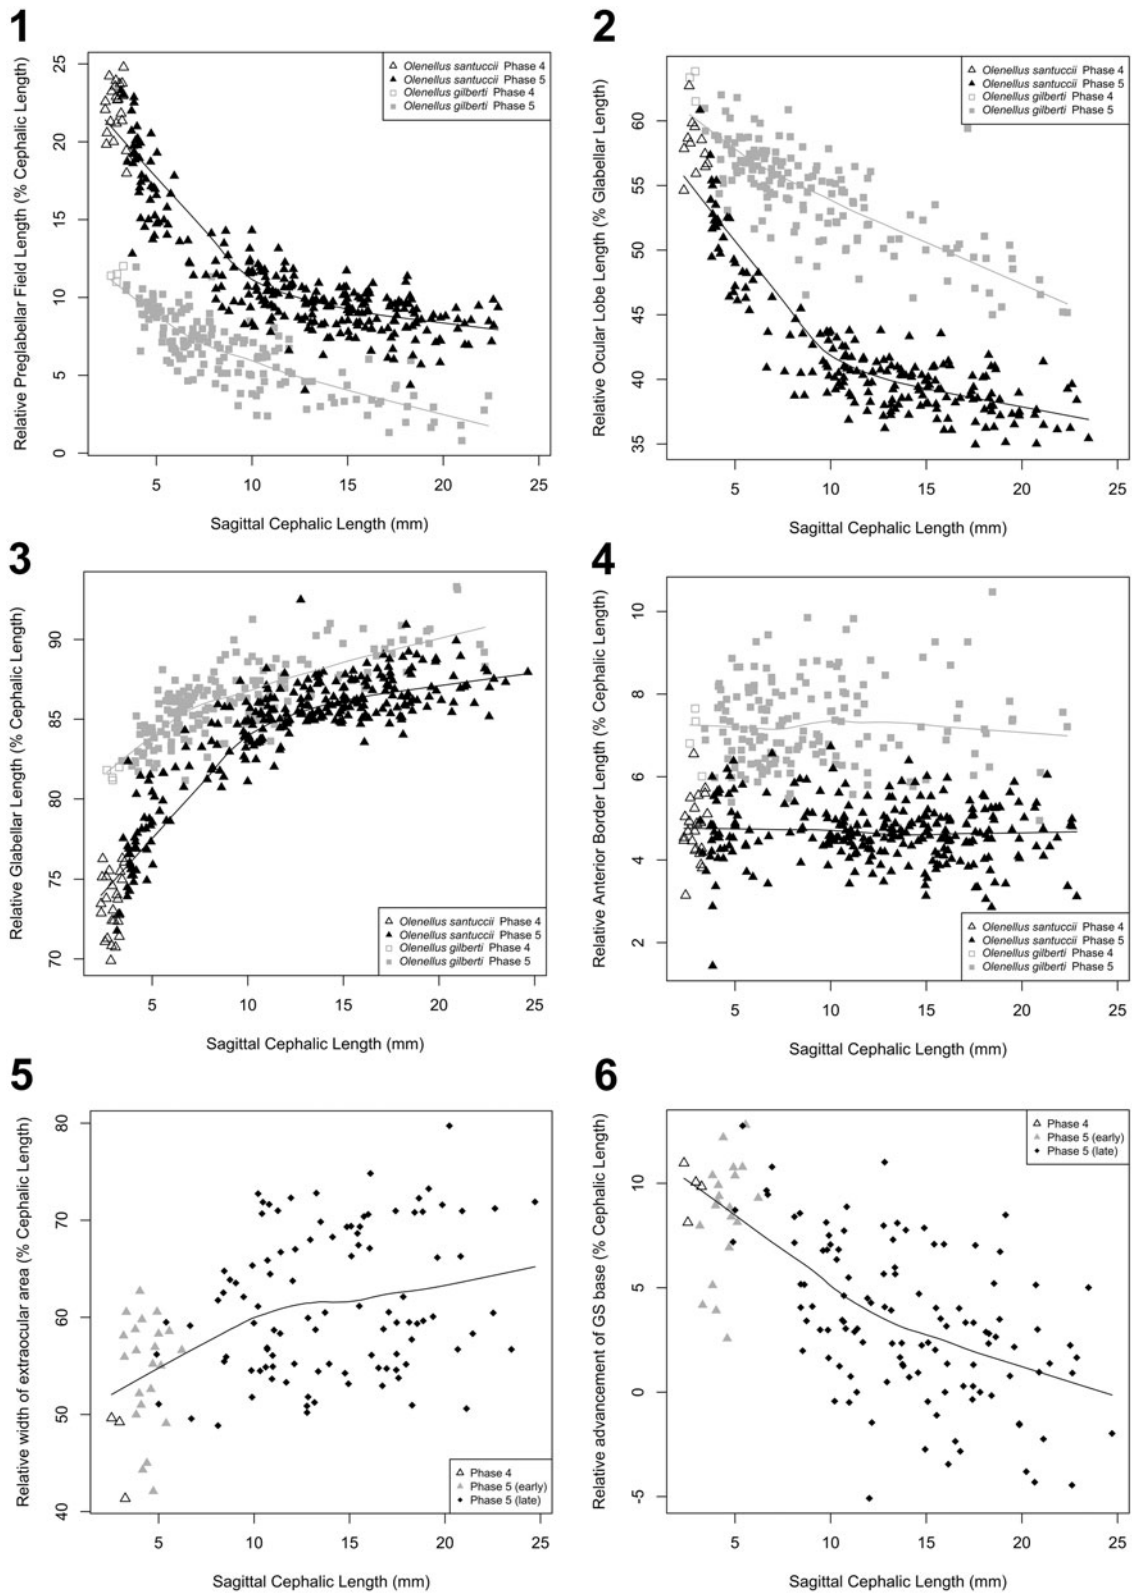 1
Relative Preglabellar Field Length (% Cephalic Length)
25
20
15
10
5
0
Olenellus santuccii Phase 4
Olenellus santuccii Phase 5
Olenellus gilberti Phase 4
Olenellus gilberti Phase 5
5 10 15 20 25
Sagittal Cephalic Length (mm)
2
Relative Ocular Lobe Length (% Glabellar Length)
60
55
50
45
40
35
Olenellus santuccii Phase 4
Olenellus santuccii Phase 5
Olenellus gilberti Phase 4
Olenellus gilberti Phase 5
5 10 15 20 25
Sagittal Cephalic Length (mm)
3
Relative Glabellar Length (% Cephalic Length)
90
85
80
75
70
Olenellus santuccii Phase 4
Olenellus santuccii Phase 5
Olenellus gilberti Phase 4
Olenellus gilberti Phase 5
5 10 15 20 25
Sagittal Cephalic Length (mm)
4
Relative Anterior Border Length (% Cephalic Length)
10
8
6
4
2
Olenellus santuccii Phase 4
Olenellus santuccii Phase 5
Olenellus gilberti Phase 4
Olenellus gilberti Phase 5
5 10 15 20 25
Sagittal Cephalic Length (mm)
5
Relative width of extraocular area (% Cephalic Length)
80
70
60
50
40
Phase 4
Phase 5 (early)
Phase 5 (late)
5 10 15 20 25
Sagittal Cephalic Length (mm)
6
Relative advancement of GS base (% Cephalic Length)
10
5
0
-5
Phase 4
Phase 5 (early)
Phase 5 (late)
5 10 15 20 25
Sagittal Cephalic Length (mm)